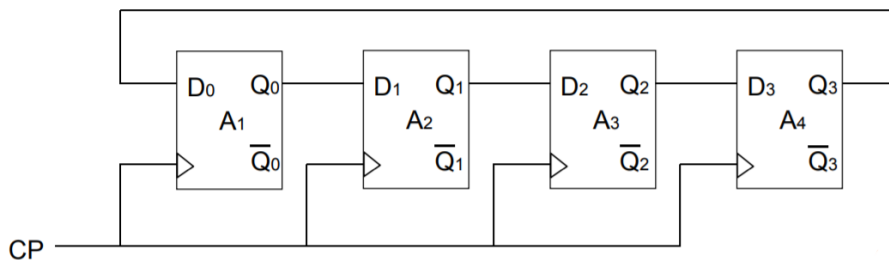 D₀ Q₀ D₁ Q₁ D₂ Q₂ D₃ Q₃
A₁ A₂ A₃ A₄
Q̅₀ Q̅₁ Q̅₂ Q̅₃
CP